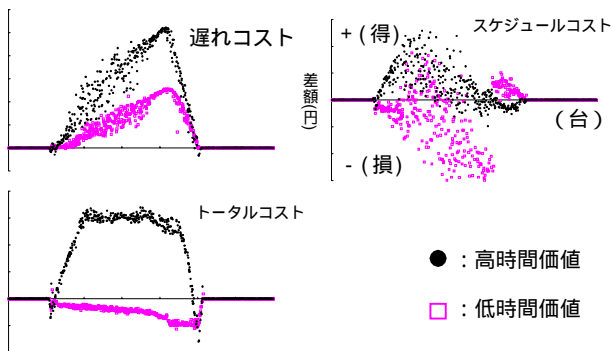 遅れコスト
スケジュールコスト
+(得)
差額(円)
(台)
-(損)
トータルコスト
●:高時間価値
□:低時間価値